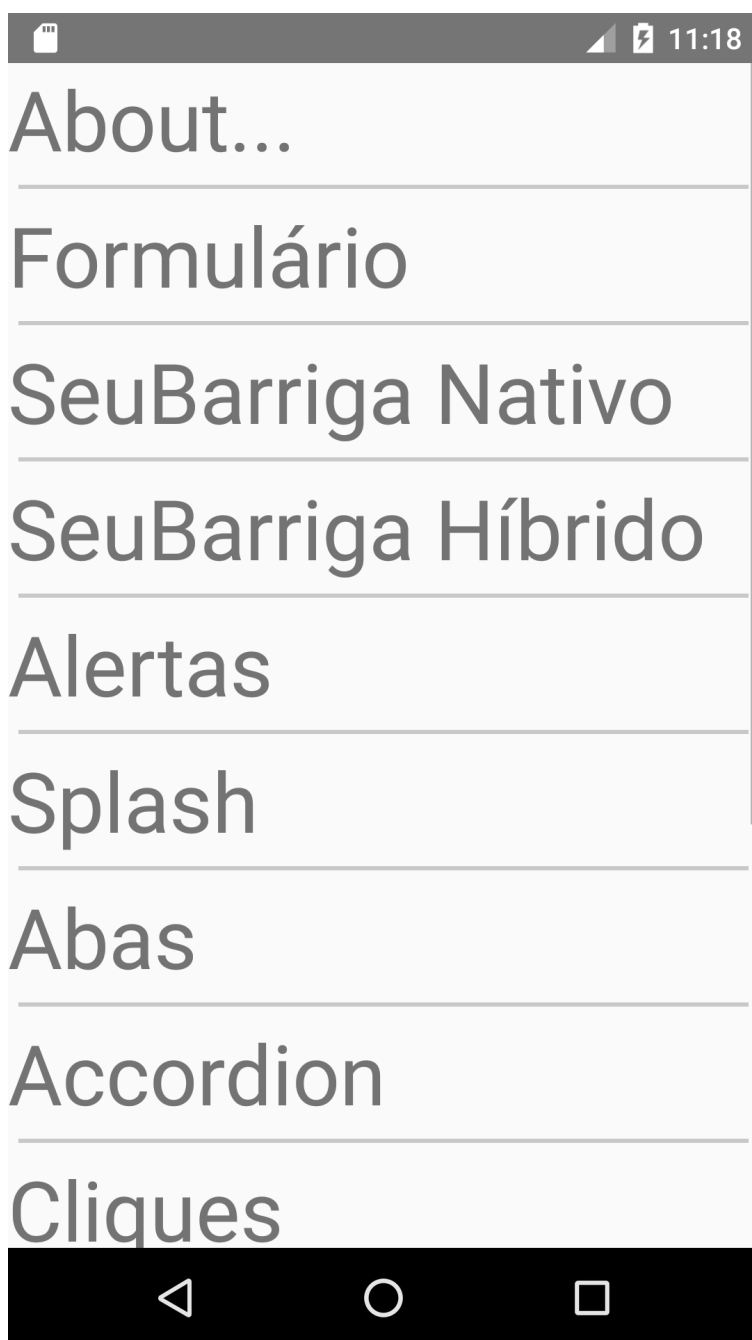 11:18
About...
Formulário
SeuBarriga Nativo
SeuBarriga Híbrido
Alertas
Splash
Abas
Accordion
Cliques